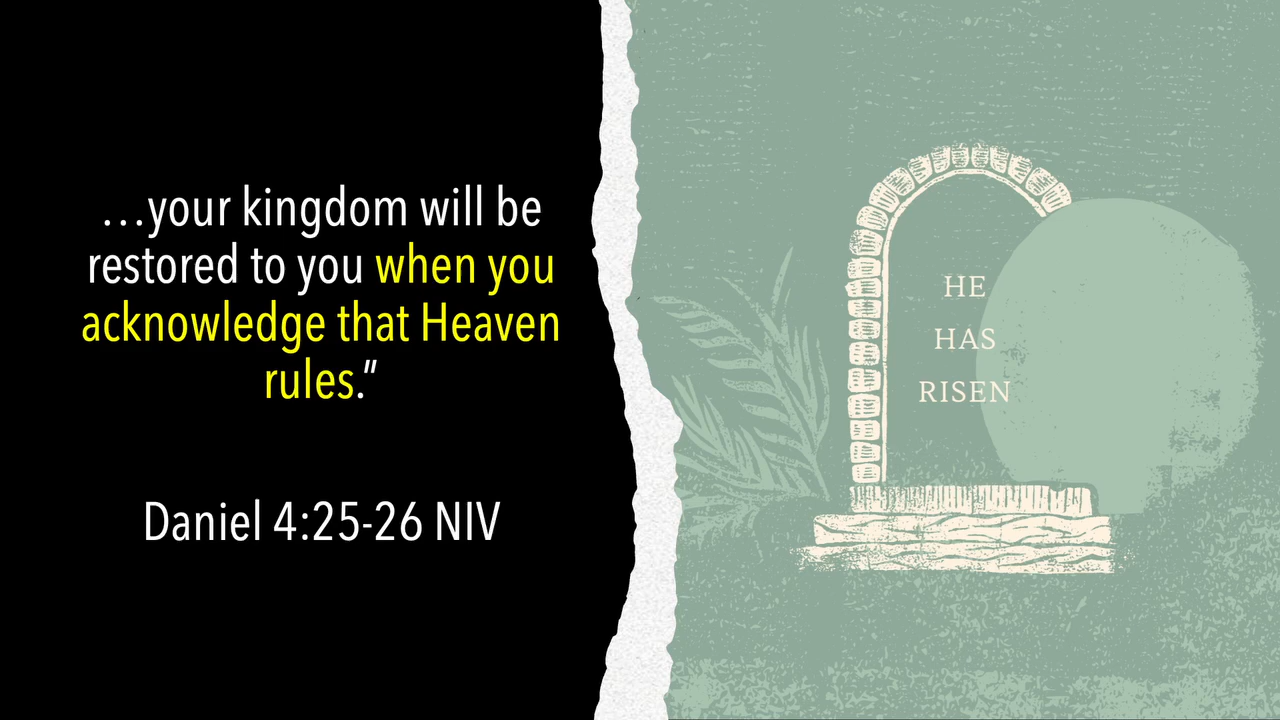 …your kingdom will be
restored to you when you
acknowledge that Heaven
rules.”
Daniel 4:25-26 NIV
HE
HAS
RISEN